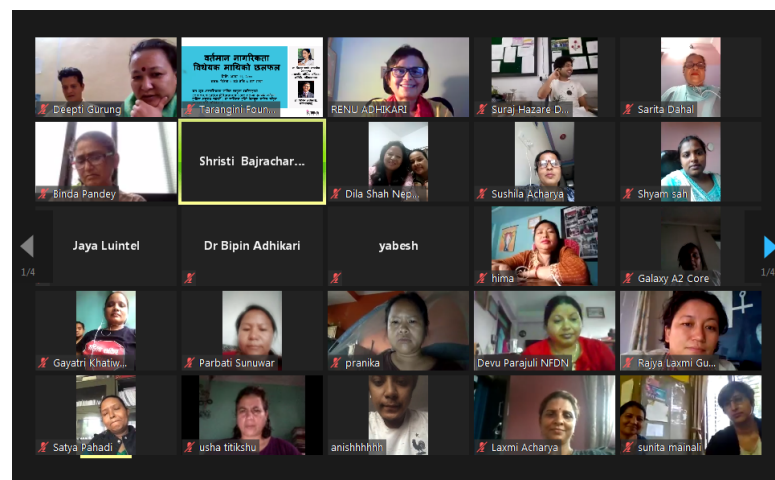 Deepti Gurung
वर्तमान नागरिकता
विधेयक माथिको छलफल
Tarangini Foun...
RENU ADHIKARI
Suraj Hazare D...
Sarita Dahal
Binda Pandey
Shristi Bajrachar...
Dila Shah Nep...
Sushila Acharya
Shyam sah
Jaya Luintel
Dr Bipin Adhikari
yabesh
hima
Galaxy A2 Core
1/4
1/4
Gayatri Khatiw...
Parbati Sunuwar
pranika
Devu Parajuli NFDN
Rajya Laxmi Gu...
Satya Pahadi
usha titikshu
anishhhhhh
Laxmi Acharya
sunita mainali